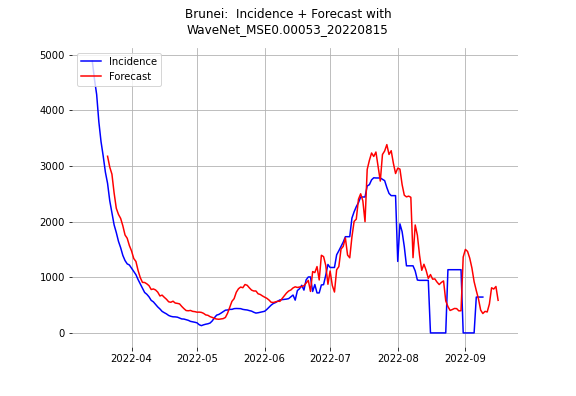 Brunei:  Incidence + Forecast with
WaveNet_MSE0.00053_20220815
Incidence
Forecast
5000
4000
3000
2000
1000
0
2022-04 2022-05 2022-06 2022-07 2022-08 2022-09